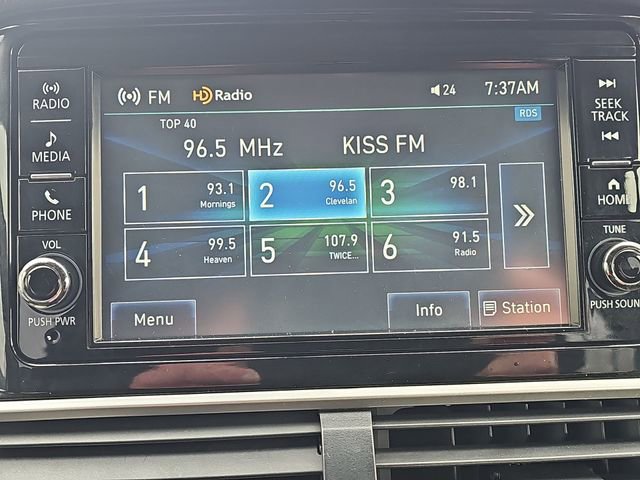 RADIO
MEDIA
PHONE
VOL
PUSH PWR
FM HD Radio 24 7:37AM
RDS
TOP 40
96.5 MHz KISS FM
1 93.1 Mornings
2 96.5 Clevelan
3 98.1
4 99.5 Heaven
5 107.9 TWICE...
6 91.5 Radio
Menu Info Station
SEEK
TRACK
HOME
TUNE
PUSH SOUN